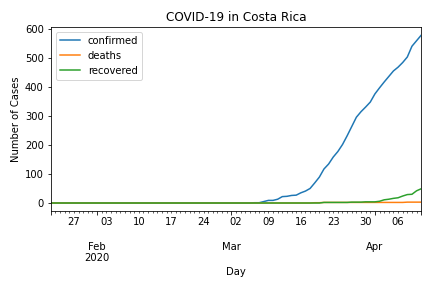 COVID-19 in Costa Rica
confirmed
deaths
recovered
Number of Cases
600
500
400
300
200
100
0
27 03 10 17 24 02 09 16 23 30 06
Feb Mar Apr
2020
Day